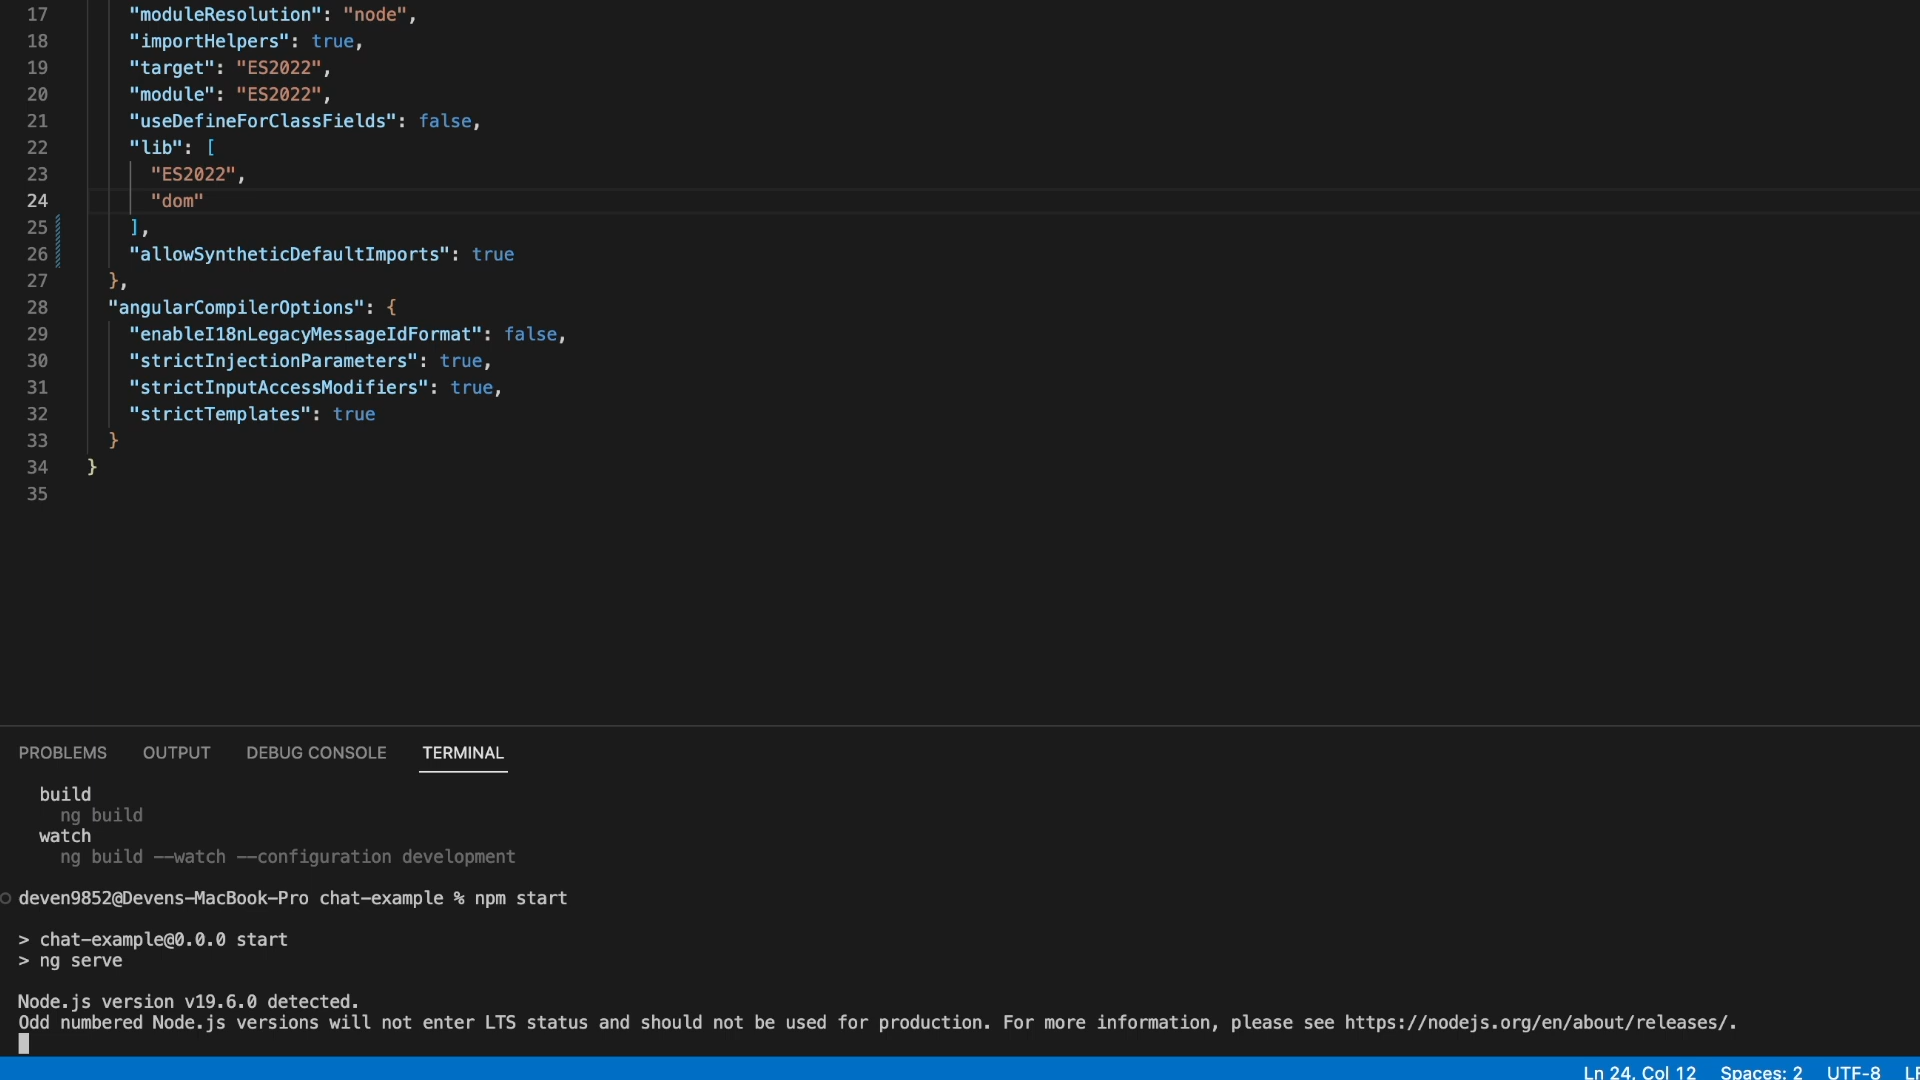 17 "moduleResolution": "node",
18 "importHelpers": true,
19 "target": "ES2022",
20 "module": "ES2022",
21 "useDefineForClassFields": false,
22 "lib": [
23 "ES2022",
24 "dom"
25 ],
26 "allowSyntheticDefaultImports": true
27 },
28 "angularCompilerOptions": {
29 "enableI18nLegacyMessageIdFormat": false,
30 "strictInjectionParameters": true,
31 "strictInputAccessModifiers": true,
32 "strictTemplates": true
33 }
34 }
35
PROBLEMS OUTPUT DEBUG CONSOLE TERMINAL
build
ng build
watch
ng build --watch --configuration development
deven9852@Devens-MacBook-Pro chat-example % npm start
> chat-example@0.0.0 start
> ng serve
Node.js version v19.6.0 detected.
Odd numbered Node.js versions will not enter LTS status and should not be used for production. For more information, please see https://nodejs.org/en/about/releases/.
Ln 24, Col 12 Spaces: 2 UTF-8